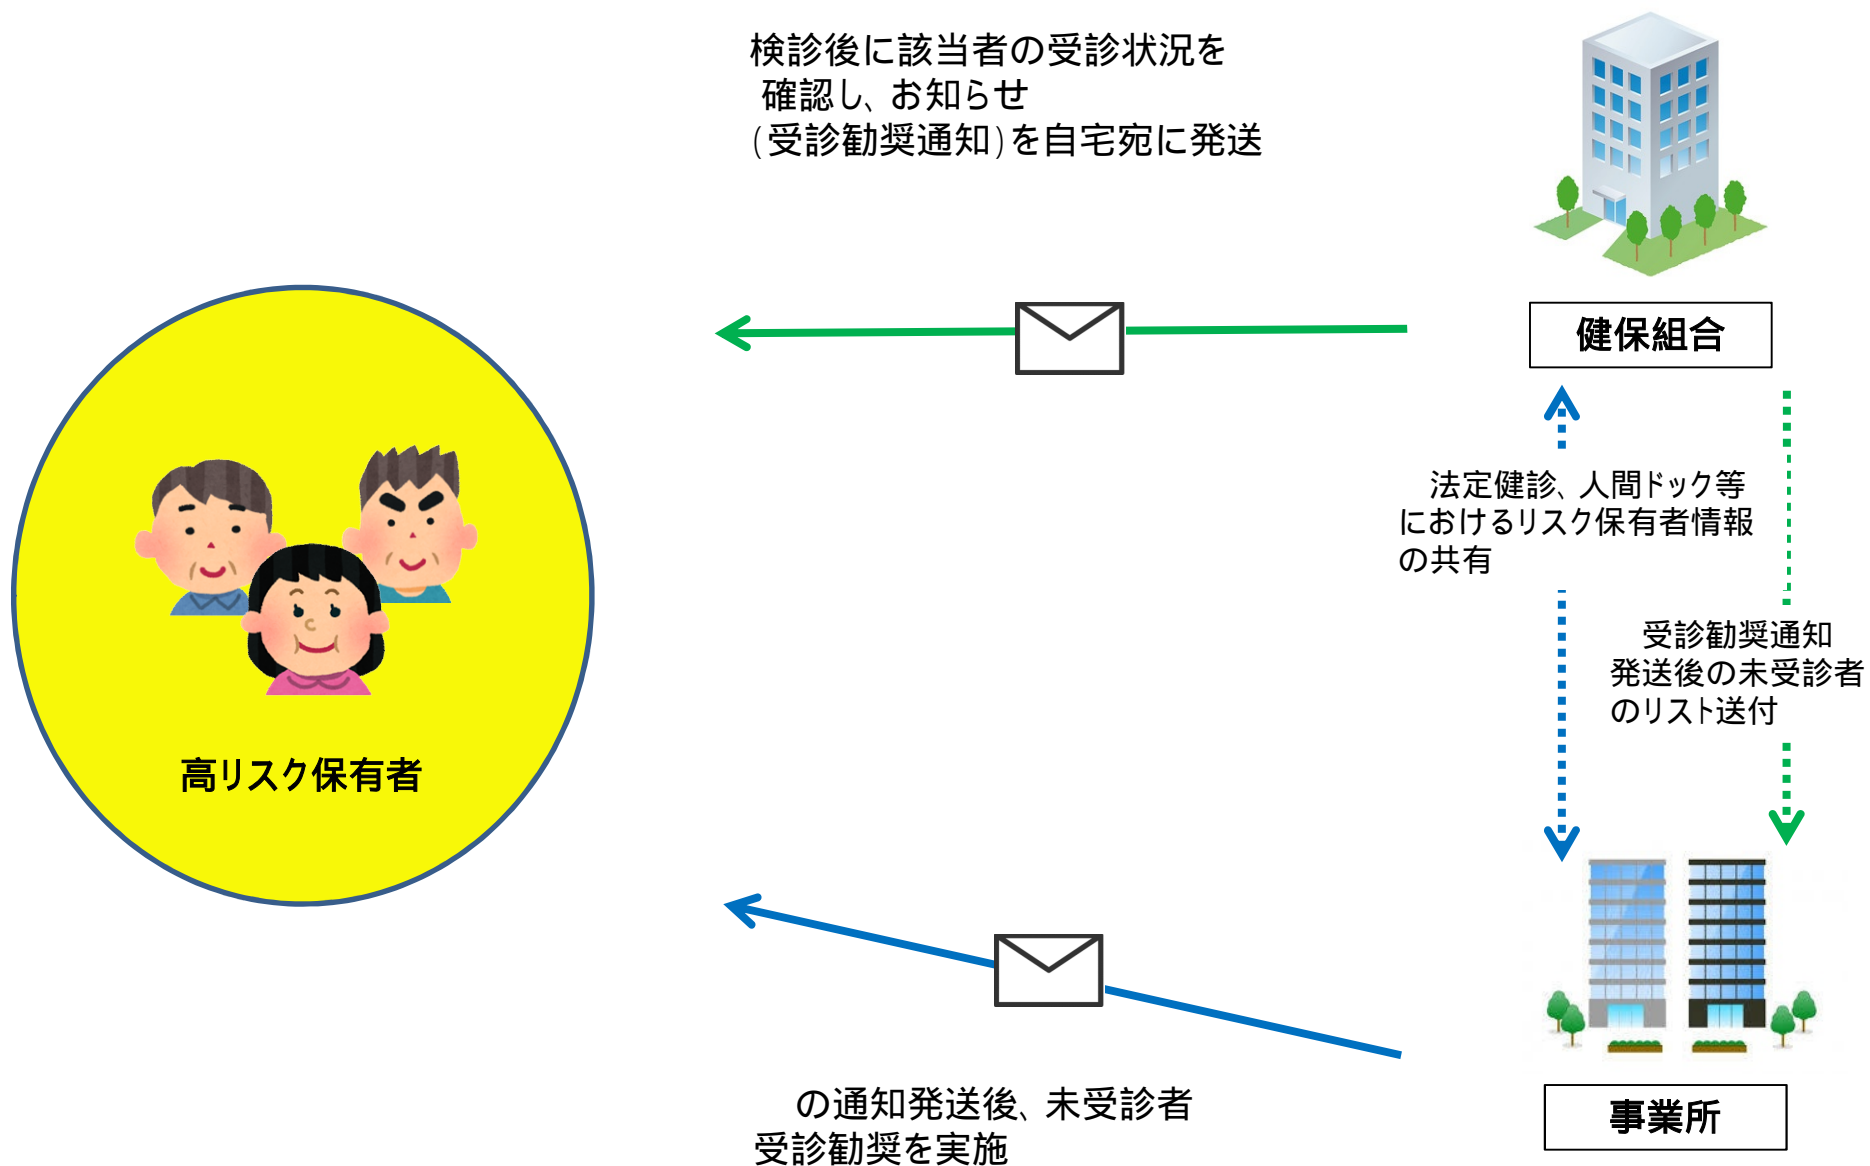 検診後に該当者の受診状況を
確認し、お知らせ
(受診勧奨通知)を自宅宛に発送
健保組合
法定健診、人間ドック等
におけるリスク保有者情報
の共有
受診勧奨通知
発送後の未受診者
のリスト送付
高リスク保有者
の通知発送後、未受診者
受診勧奨を実施
事業所